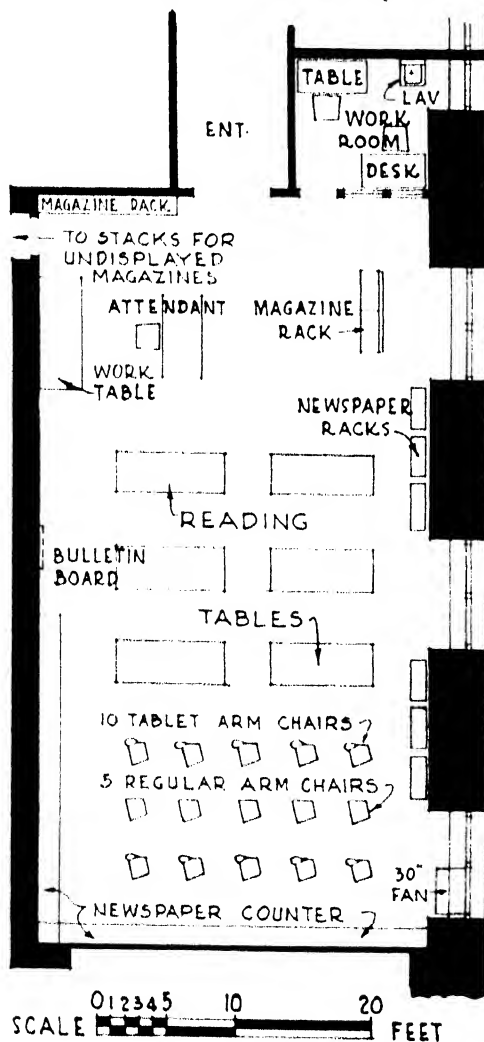 TABLE
LAV
ENT.
WORK
ROOM
DESK
MAGAZINE RACK
TO STACKS FOR
UNDISPLAYED
MAGAZINES
ATTENDANT
MAGAZINE
RACK
WORK
TABLE
NEWSPAPER
RACKS
READING
BULLETIN
BOARD
TABLES
10 TABLET ARM CHAIRS
5 REGULAR ARM CHAIRS
30"
FAN
NEWSPAPER COUNTER
0 1 2 3 4 5 10 20
SCALE FEET